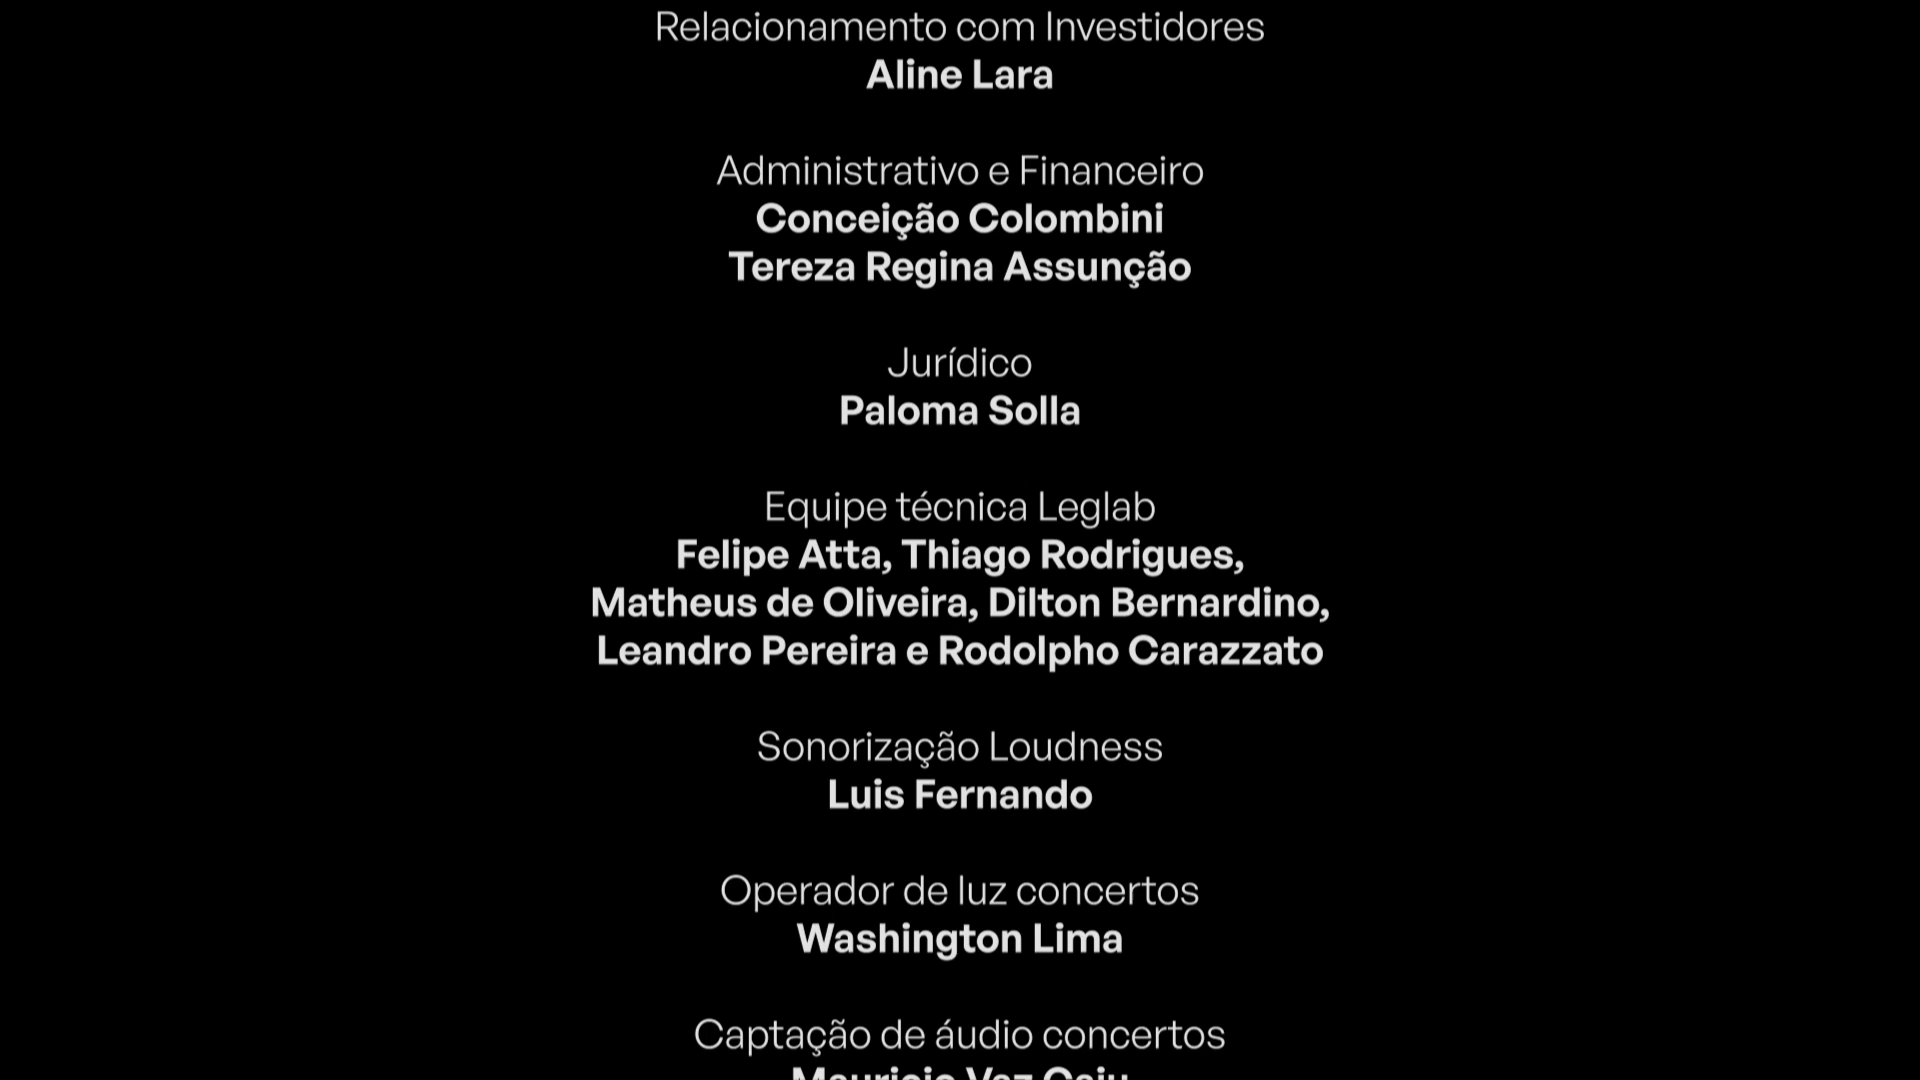 Relacionamento com Investidores
Aline Lara
Administrativo e Financeiro
Conceição Colombini
Tereza Regina Assunção
Jurídico
Paloma Solla
Equipe técnica Leglab
Felipe Atta, Thiago Rodrigues,
Matheus de Oliveira, Dilton Bernardino,
Leandro Pereira e Rodolpho Carazzato
Sonorização Loudness
Luis Fernando
Operador de luz concertos
Washington Lima
Captação de áudio concertos